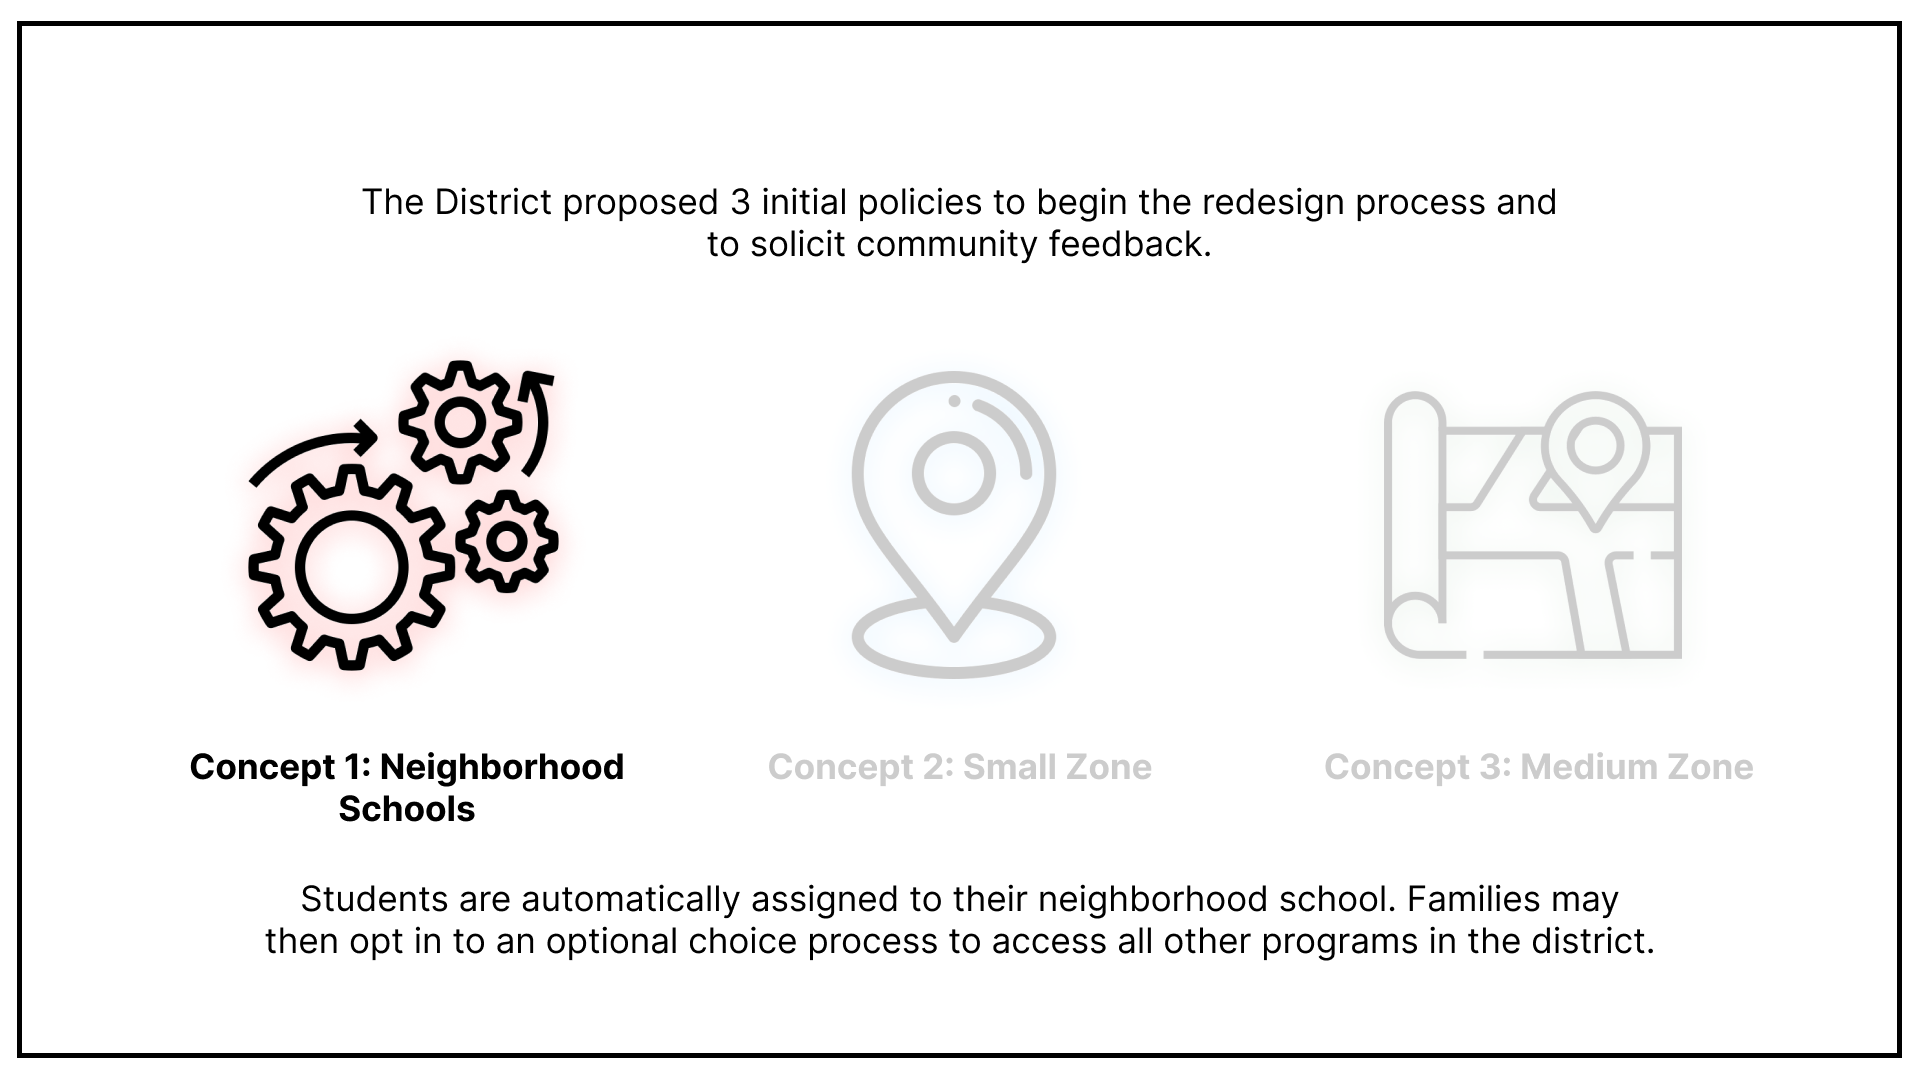 The District proposed 3 initial policies to begin the redesign process and
to solicit community feedback.
Concept 1: Neighborhood
Schools
Concept 2: Small Zone
Concept 3: Medium Zone
Students are automatically assigned to their neighborhood school. Families may
then opt in to an optional choice process to access all other programs in the district.